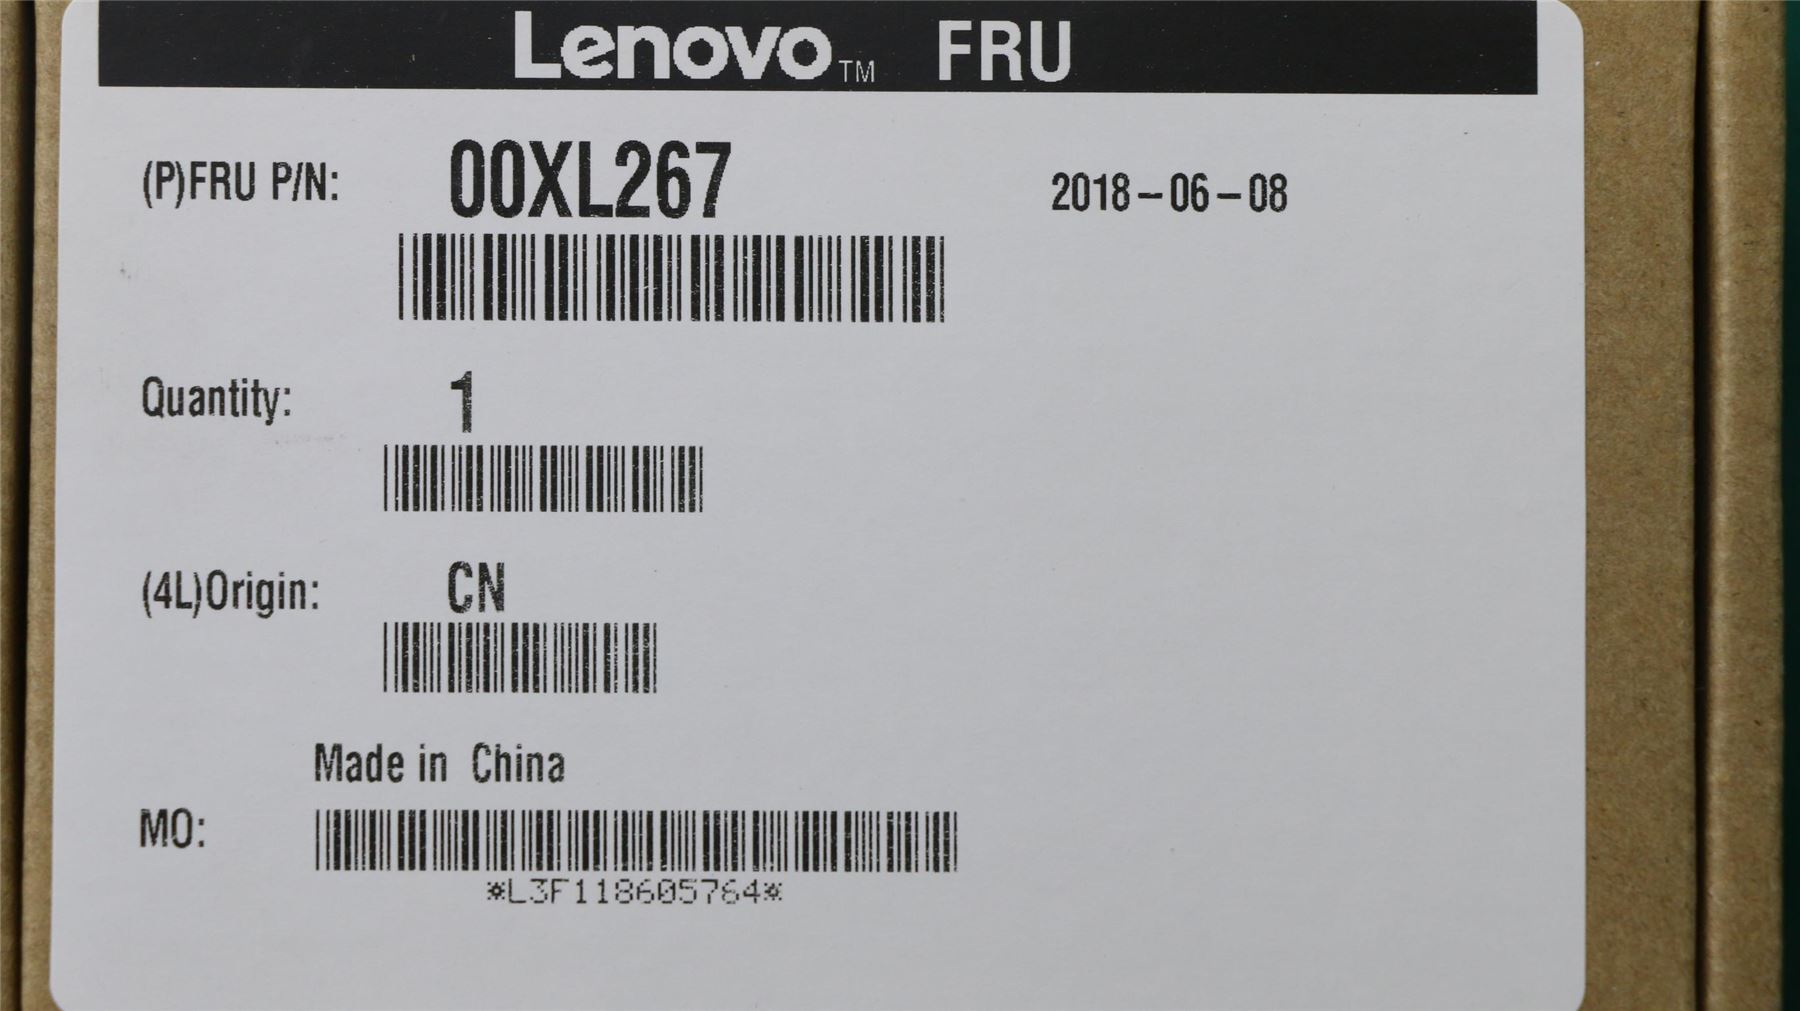 Lenovo™ FRU
(P)FRU P/N: 00XL267 2018-06-08
Quantity: 1
(4L)Origin: CN
Made in China
MO:
*L3F118605764*